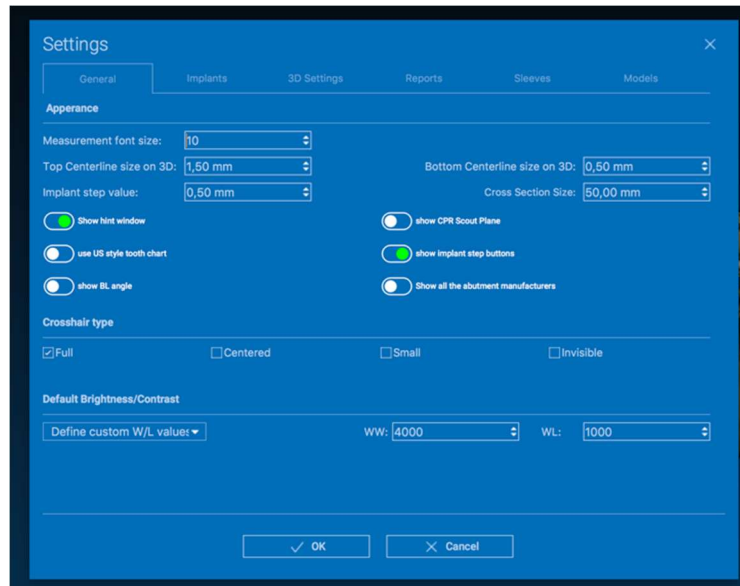 Settings
General Implants 3D Settings Reports Sleeves Models
Apperance
Measurement font size: 10
Top Centerline size on 3D: 1,50 mm Bottom Centerline size on 3D: 0,50 mm
Implant step value: 0,50 mm Cross Section Size: 50,00 mm
Show hint window show CPR Scout Plane
use US style tooth chart show implant step buttons
show BL angle Show all the abutment manufacturers
Crosshair type
Full Centered Small Invisible
Default Brightness/Contrast
Define custom W/L values WW: 4000 WL: 1000
OK Cancel